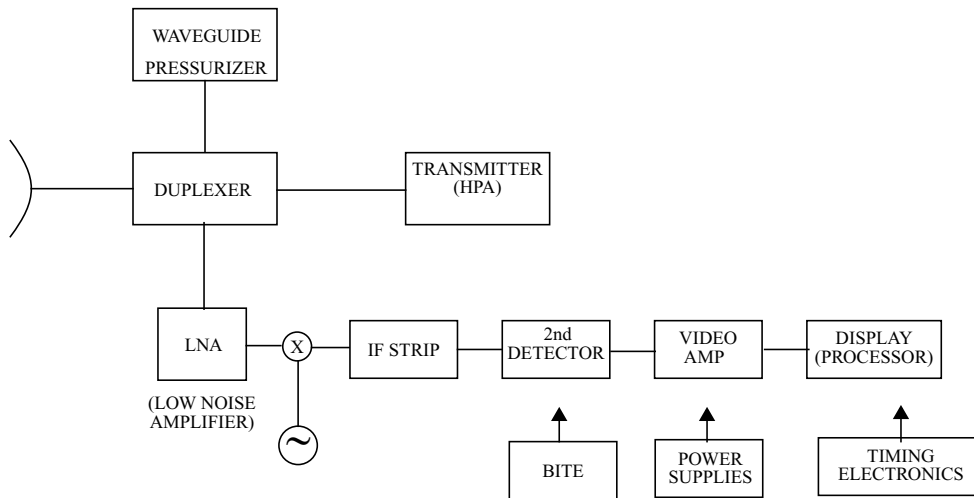 WAVEGUIDE
PRESSURIZER
DUPLEXER
TRANSMITTER
(HPA)
LNA
(LOW NOISE
AMPLIFIER)
X
~
IF STRIP
2nd
DETECTOR
VIDEO
AMP
DISPLAY
(PROCESSOR)
BITE
POWER
SUPPLIES
TIMING
ELECTRONICS